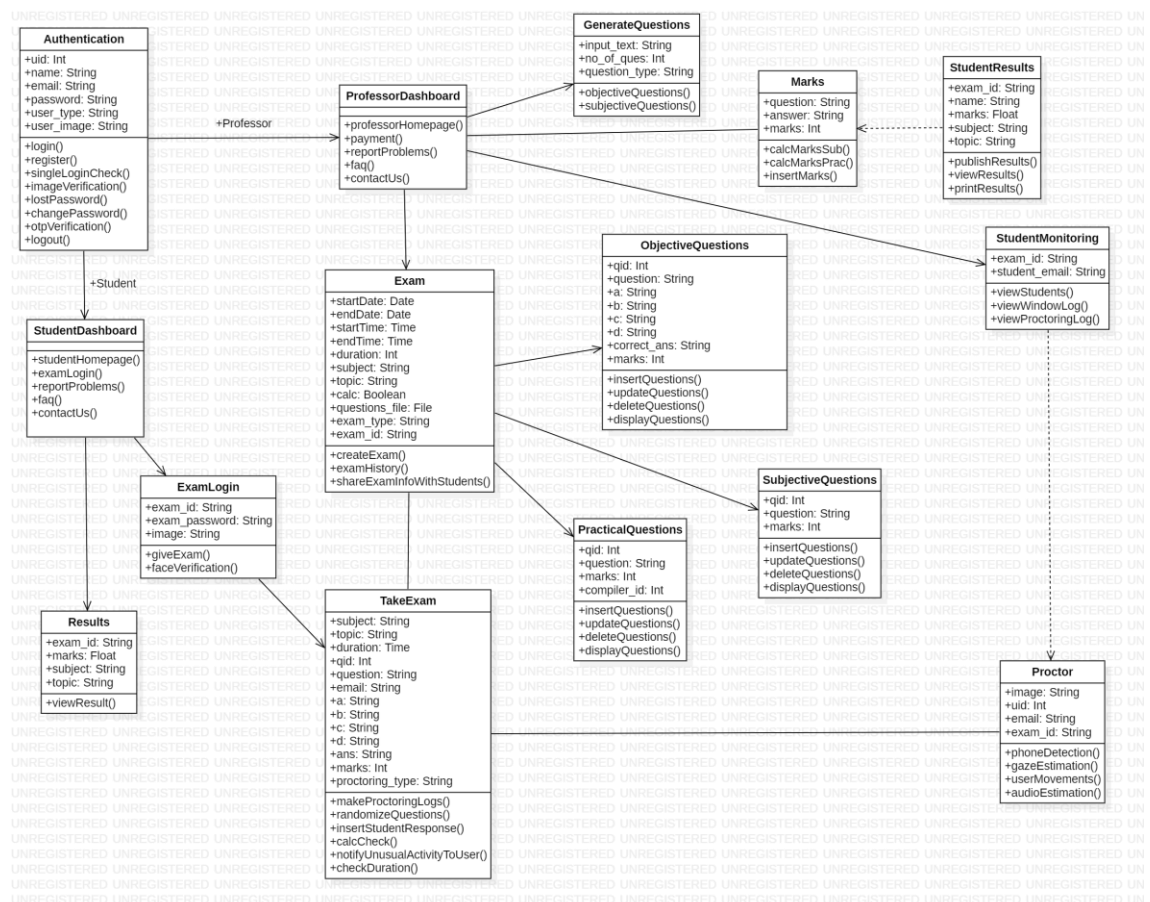 Authentication
+uid: Int
+name: String
+email: String
+password: String
+user_type: String
+user_image: String
+login()
+register()
+singleLoginCheck()
+imageVerification()
+lostPassword()
+changePassword()
+otpVerification()
+logout()
+Professor
+Student
ProfessorDashboard
+professorHomepage()
+payment()
+reportProblems()
+faq()
+contactUs()
GenerateQuestions
+input_text: String
+no_of_ques: Int
+question_type: String
+objectiveQuestions()
+subjectiveQuestions()
Marks
+question: String
+answer: String
+marks: Int
+calcMarksSub()
+calcMarksPrac()
+insertMarks()
StudentResults
+exam_id: String
+name: String
+marks: Float
+subject: String
+topic: String
+publishResults()
+viewResults()
+printResults()
StudentMonitoring
+exam_id: String
+student_email: String
+viewStudents()
+viewWindowLog()
+viewProctoringLog()
ObjectiveQuestions
+qid: Int
+question: String
+a: String
+b: String
+c: String
+d: String
+correct_ans: String
+marks: Int
+insertQuestions()
+updateQuestions()
+deleteQuestions()
+displayQuestions()
Exam
+startDate: Date
+endDate: Date
+startTime: Time
+endTime: Time
+duration: Int
+subject: String
+topic: String
+calc: Boolean
+questions_file: File
+exam_type: String
+exam_id: String
+createExam()
+examHistory()
+shareExamInfoWithStudents()
StudentDashboard
+studentHomepage()
+examLogin()
+reportProblems()
+faq()
+contactUs()
ExamLogin
+exam_id: String
+exam_password: String
+image: String
+giveExam()
+faceVerification()
SubjectiveQuestions
+qid: Int
+question: String
+marks: Int
+insertQuestions()
+updateQuestions()
+deleteQuestions()
+displayQuestions()
PracticalQuestions
+qid: Int
+question: String
+marks: Int
+compiler_id: Int
+insertQuestions()
+updateQuestions()
+deleteQuestions()
+displayQuestions()
Results
+exam_id: String
+marks: Float
+subject: String
+topic: String
+viewResult()
TakeExam
+subject: String
+topic: String
+duration: Time
+qid: Int
+question: String
+email: String
+a: String
+b: String
+c: String
+d: String
+ans: String
+marks: Int
+proctoring_type: String
+makeProctoringLogs()
+randomizeQuestions()
+insertStudentResponse()
+calcCheck()
+notifyUnusualActivityToUser()
+checkDuration()
Proctor
+image: String
+uid: Int
+email: String
+exam_id: String
+phoneDetection()
+gazeEstimation()
+userMovements()
+audioEstimation()
UNREGISTERED